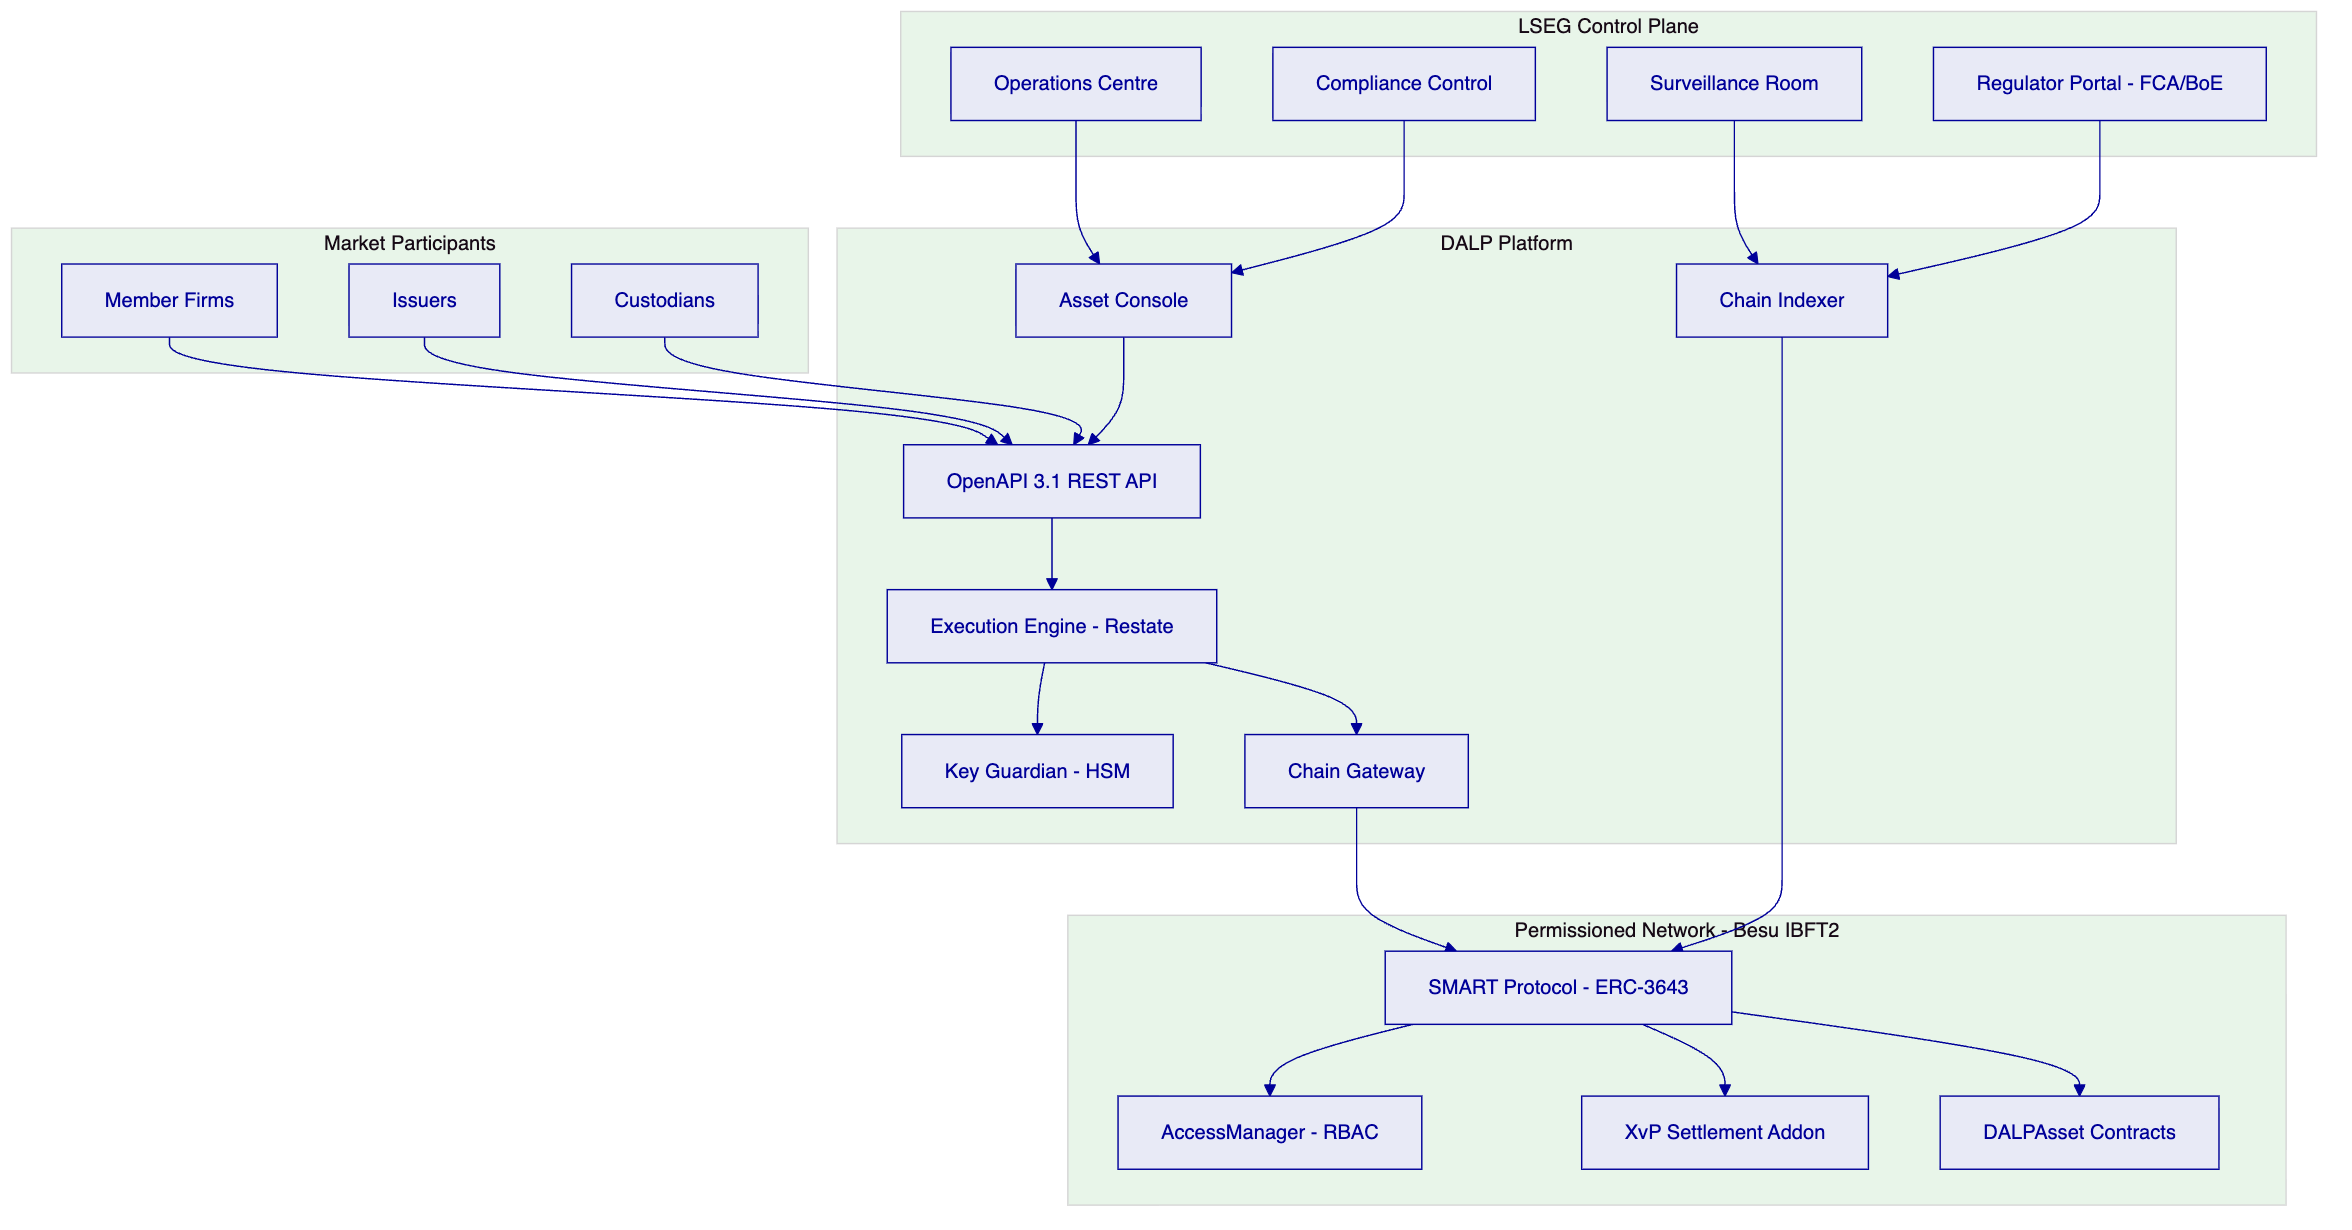 LSEG Control Plane
Operations Centre
Compliance Control
Surveillance Room
Regulator Portal - FCA/BoE
Market Participants
Member Firms
Issuers
Custodians
DALP Platform
Asset Console
Chain Indexer
OpenAPI 3.1 REST API
Execution Engine - Restate
Key Guardian - HSM
Chain Gateway
Permissioned Network - Besu IBFT2
SMART Protocol - ERC-3643
AccessManager - RBAC
XvP Settlement Addon
DALPAsset Contracts